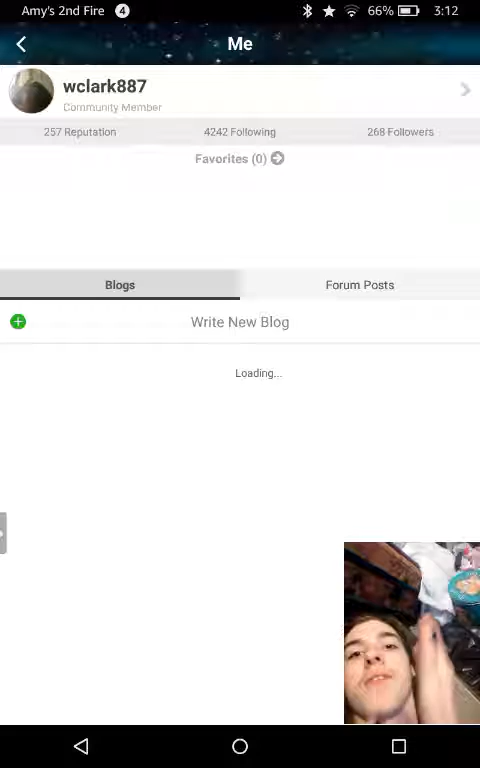 Amy's 2nd Fire 4 66% 3:12
Me
wclark887
Community Member
257 Reputation 4242 Following 268 Followers
Favorites (0)
Blogs Forum Posts
Write New Blog
Loading...